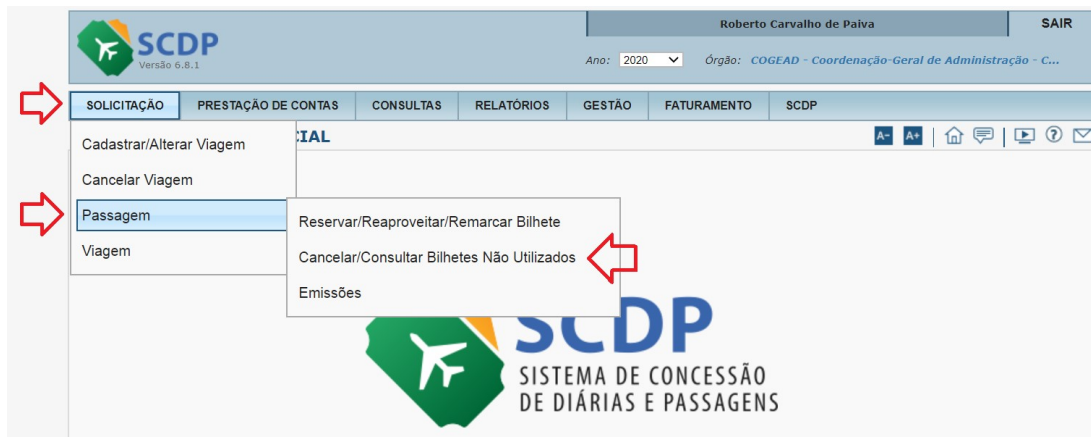 Roberto Carvalho de Paiva
SAIR
SCDP
Versão 6.8.1
Ano: 2020 Órgão: COGEAD - Coordenação-Geral de Administração - C...
SOLICITAÇÃO PRESTAÇÃO DE CONTAS CONSULTAS RELATÓRIOS GESTÃO FATURAMENTO SCDP
CIAL
A- A+
Cadastrar/Alterar Viagem
Cancelar Viagem
Passagem
Viagem
Reservar/Reaproveitar/Remarcar Bilhete
Cancelar/Consultar Bilhetes Não Utilizados
Emissões
SCDP
SISTEMA DE CONCESSÃO
DE DIÁRIAS E PASSAGENS